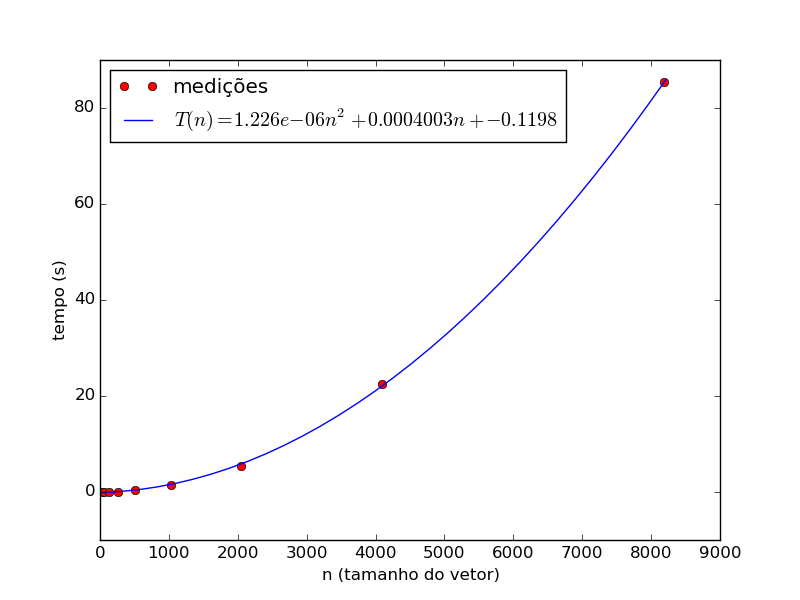 medições
T(n)=1.226e−06n² +0.0004003n+−0.1198
80
60
40
20
0
tempo (s)
0 1000 2000 3000 4000 5000 6000 7000 8000 9000
n (tamanho do vetor)